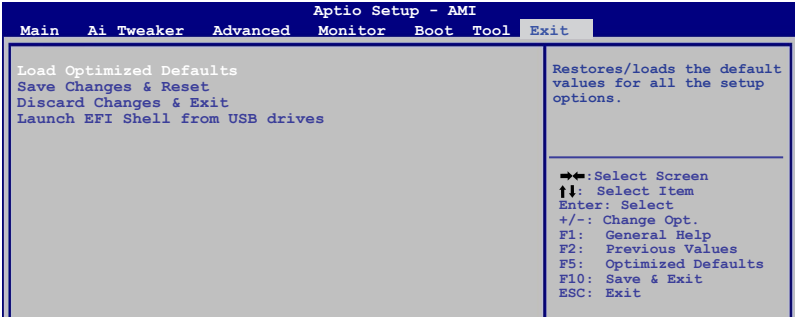 Aptio Setup - AMI
Main Ai Tweaker Advanced Monitor Boot Tool Exit
Load Optimized Defaults
Save Changes & Reset
Discard Changes & Exit
Launch EFI Shell from USB drives
Restores/loads the default
values for all the setup
options.
→←:Select Screen
↑↓: Select Item
Enter: Select
+/-: Change Opt.
F1: General Help
F2: Previous Values
F5: Optimized Defaults
F10: Save & Exit
ESC: Exit